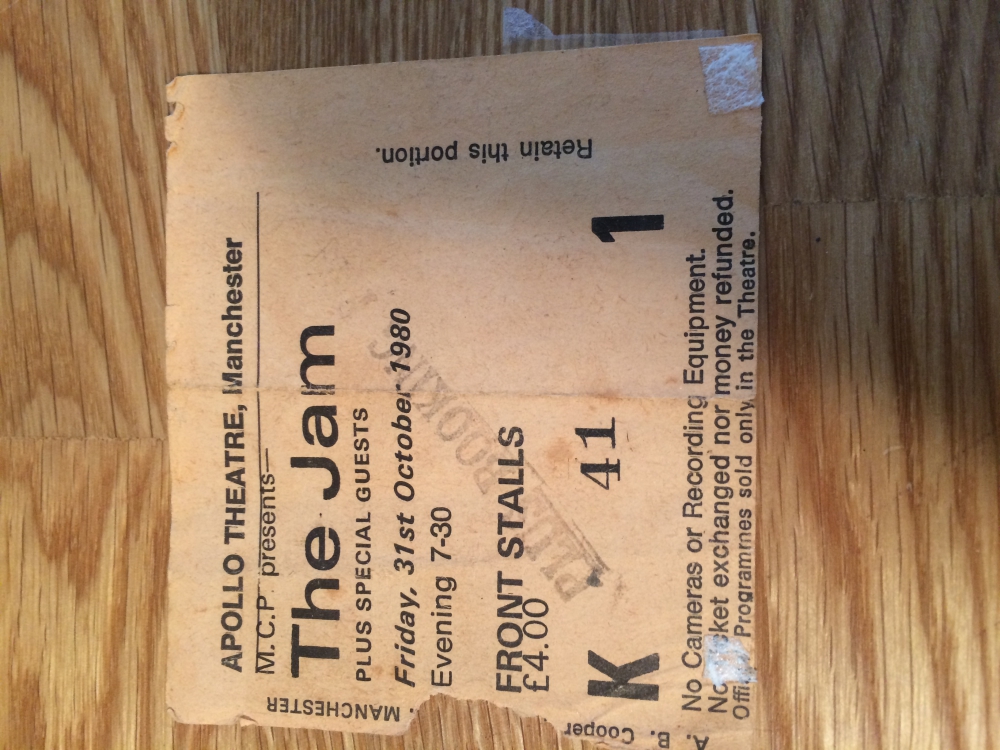 APOLLO THEATRE, Manchester
M.C.P. presents—
The Jam
PLUS SPECIAL GUESTS
Friday, 31st October 1980
Evening 7-30
FRONT STALLS
£4.00
K 41 1
No Cameras or Recording Equipment.
No exchanged nor money refunded.
Programmes sold only in the Theatre.
Retain this portion.
MANCHESTER
A. B. Cooper
BOOKING